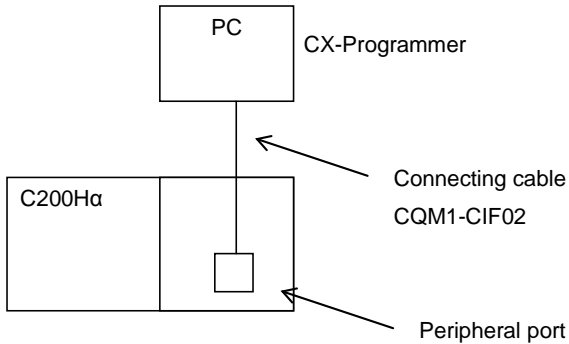 PC
CX-Programmer
Connecting cable
CQM1-CIF02
C200Hα
Peripheral port